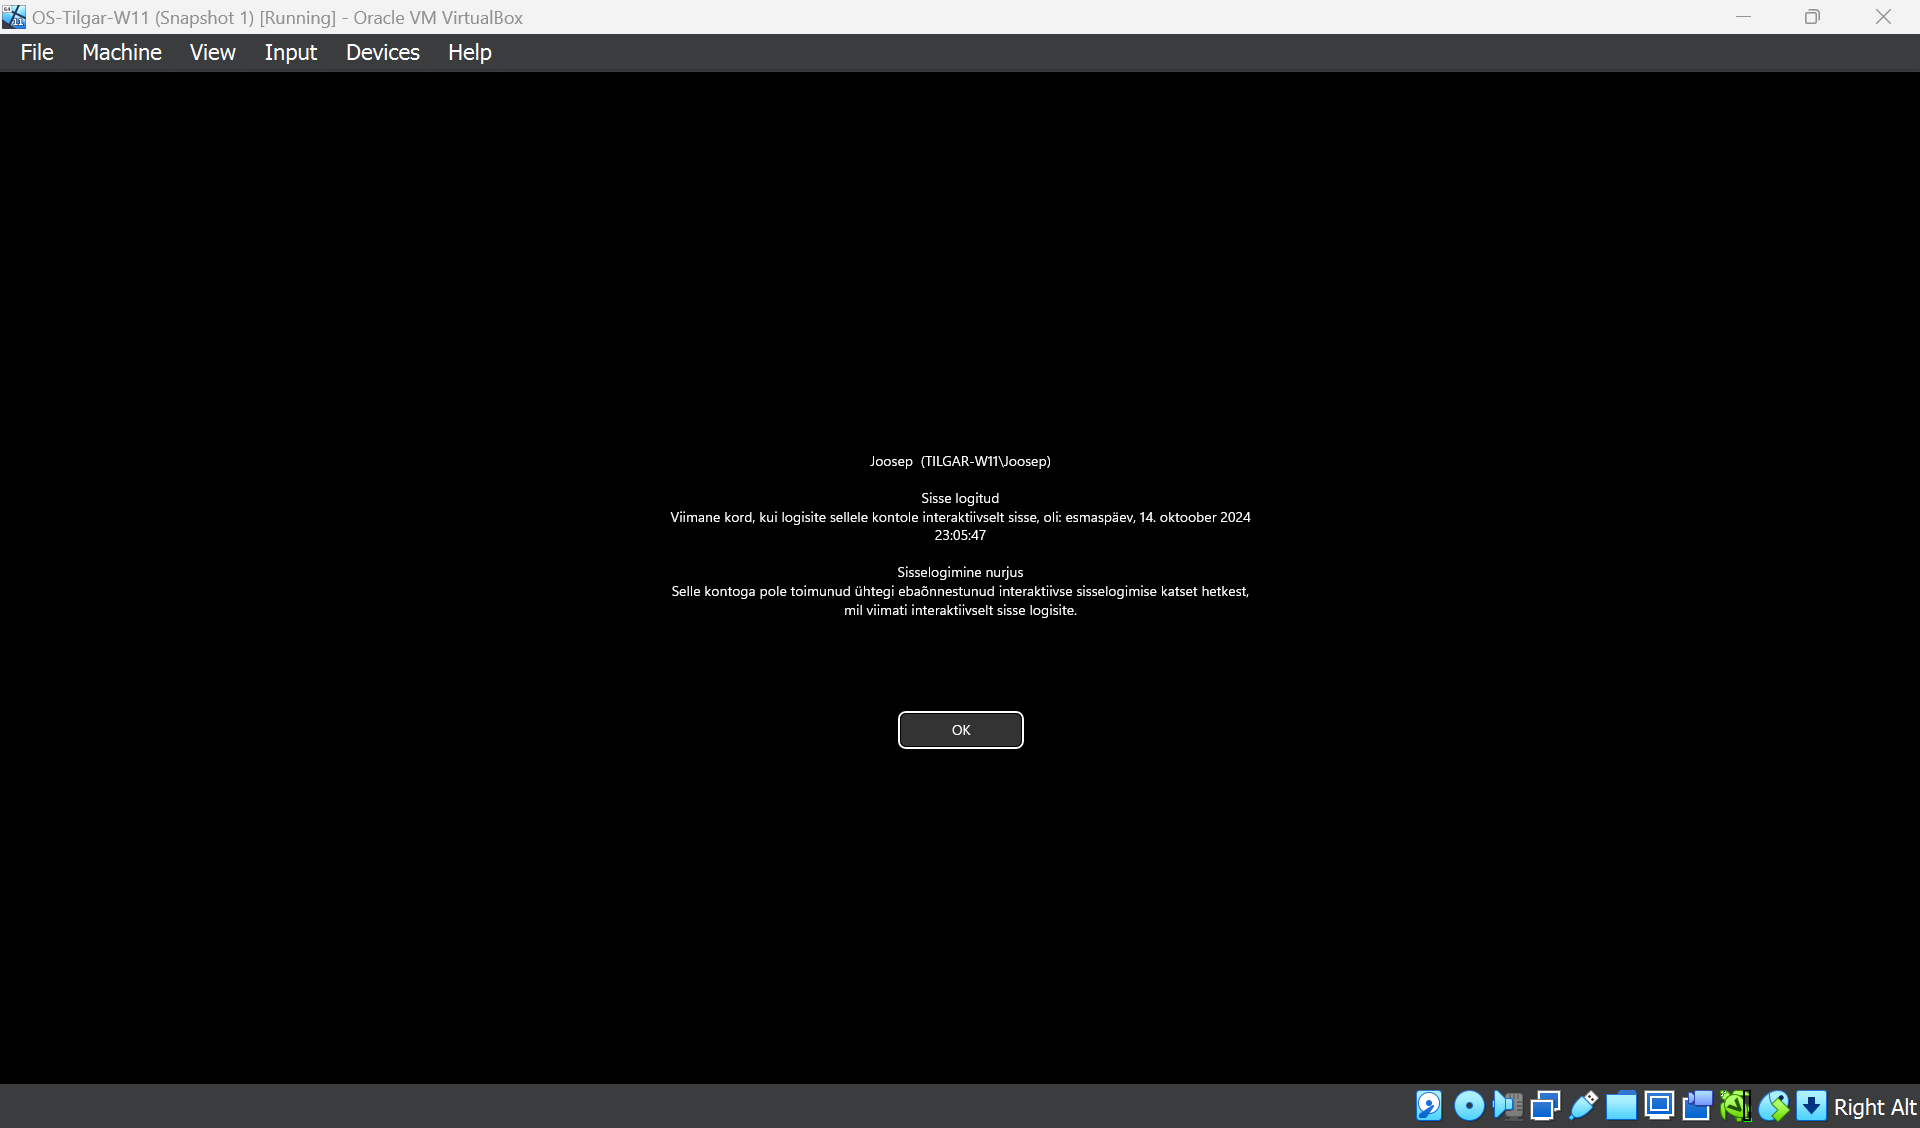 OS-Tilgar-W11 (Snapshot 1) [Running] - Oracle VM VirtualBox
File Machine View Input Devices Help
Joosep (TILGAR-W11\Joosep)
Sisse logitud
Viimane kord, kui logisite sellele kontole interaktiivselt sisse, oli: esmaspäev, 14. oktoober 2024
23:05:47
Sisselogimine nurjus
Selle kontoga pole toimunud ühtegi ebaõnnestunud interaktiivse sisselogimise katset hetkest,
mil viimati interaktiivselt sisse logisite.
OK
Right Alt